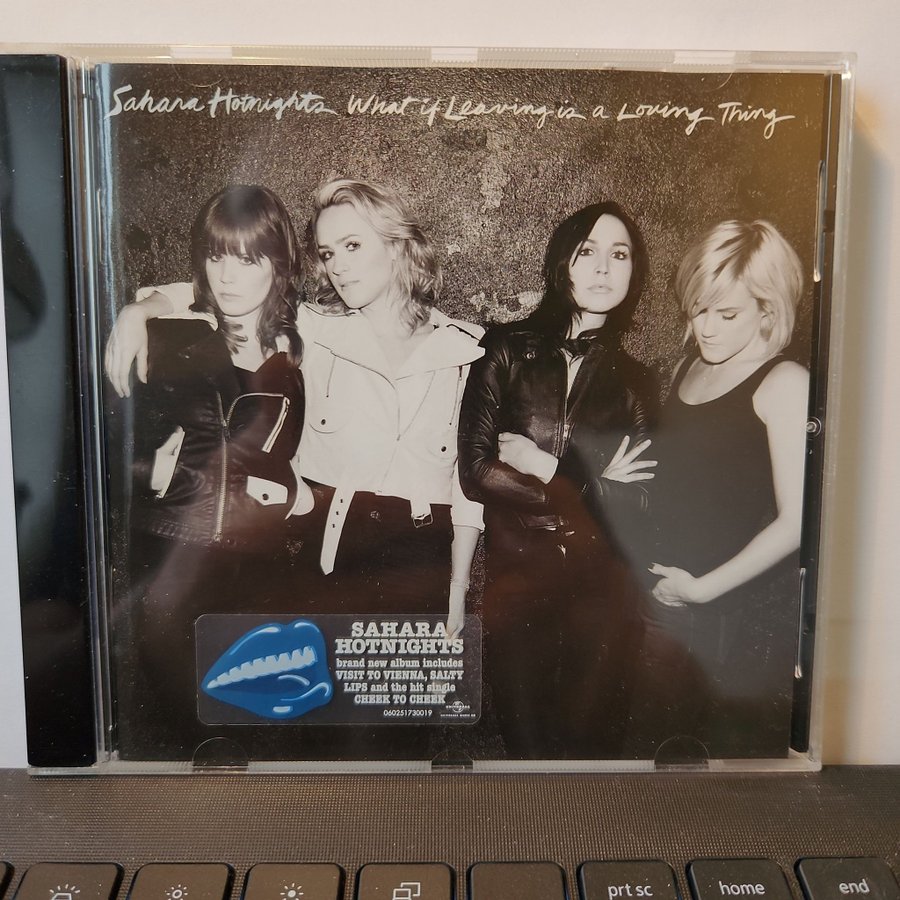 Sahara Hotnights What if Leaving is a Loving Thing
SAHARA
HOTNIGHTS
brand new album includes
VISIT TO VIENNA, SALTY
LIPS and the hit single
CHEEK TO CHEEK
060251730019
UNIVERSAL
prt sc
home
end